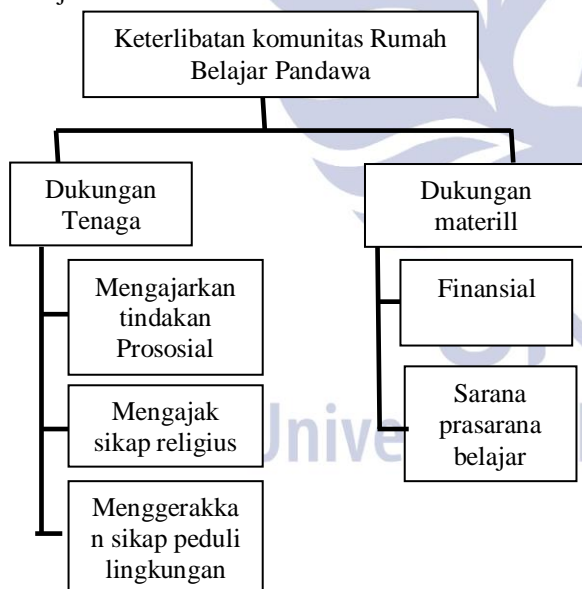 Keterlibatan komunitas Rumah
Belajar Pandawa
Dukungan
Tenaga
Dukungan
materill
Mengajarkan
tindakan
Prososial
Finansial
Mengajak
sikap religius
Sarana
prasarana
belajar
Menggerakka
n sikap peduli
lingkungan